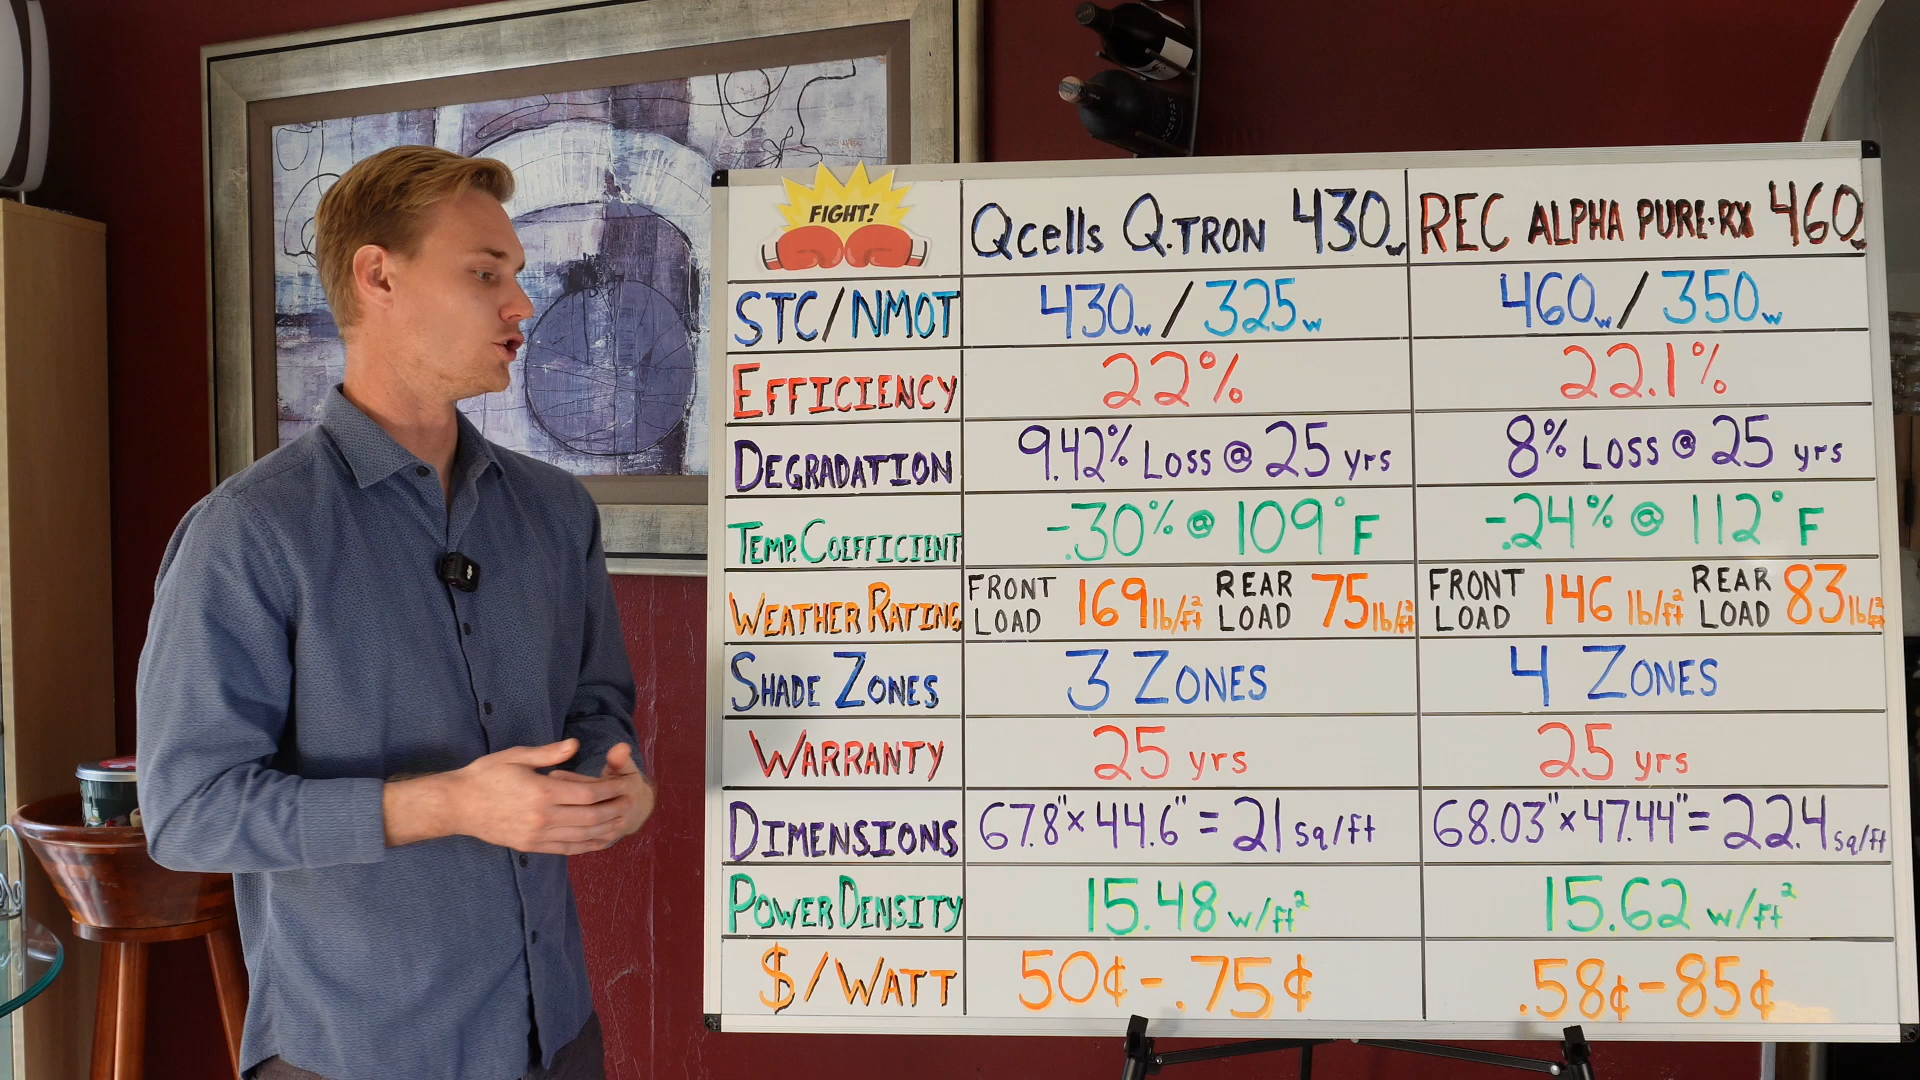 FIGHT!
Qcells Q.TRON 430w
REC ALPHA PURE-RX 460w
STC/NMOT
430w / 325w
460w / 350w
EFFICIENCY
22%
22.1%
DEGRADATION
9.42% LOSS @ 25 yrs
8% LOSS @ 25 yrs
TEMP. COEFFICIENT
-.30% @ 109°F
-.24% @ 112°F
WEATHER RATING
FRONT LOAD 169 lb/ft² REAR LOAD 75 lb/ft²
FRONT LOAD 146 lb/ft² REAR LOAD 83 lb/ft²
SHADE ZONES
3 ZONES
4 ZONES
WARRANTY
25 yrs
25 yrs
DIMENSIONS
67.8" x 44.6" = 21 sq/ft
68.03" x 47.44" = 22.4 sq/ft
POWER DENSITY
15.48 w/ft²
15.62 w/ft²
$/WATT
50¢ - .75¢
.58¢ - 85¢